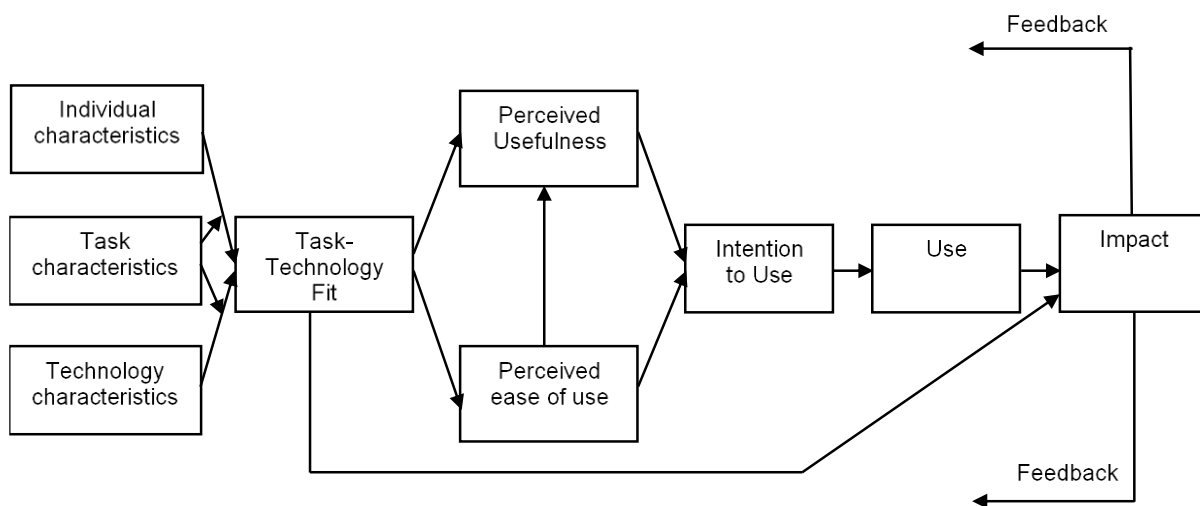 Feedback
Individual
characteristics
Perceived
Usefulness
Task
characteristics
Task-
Technology
Fit
Intention
to Use
Use
Impact
Technology
characteristics
Perceived
ease of use
Feedback